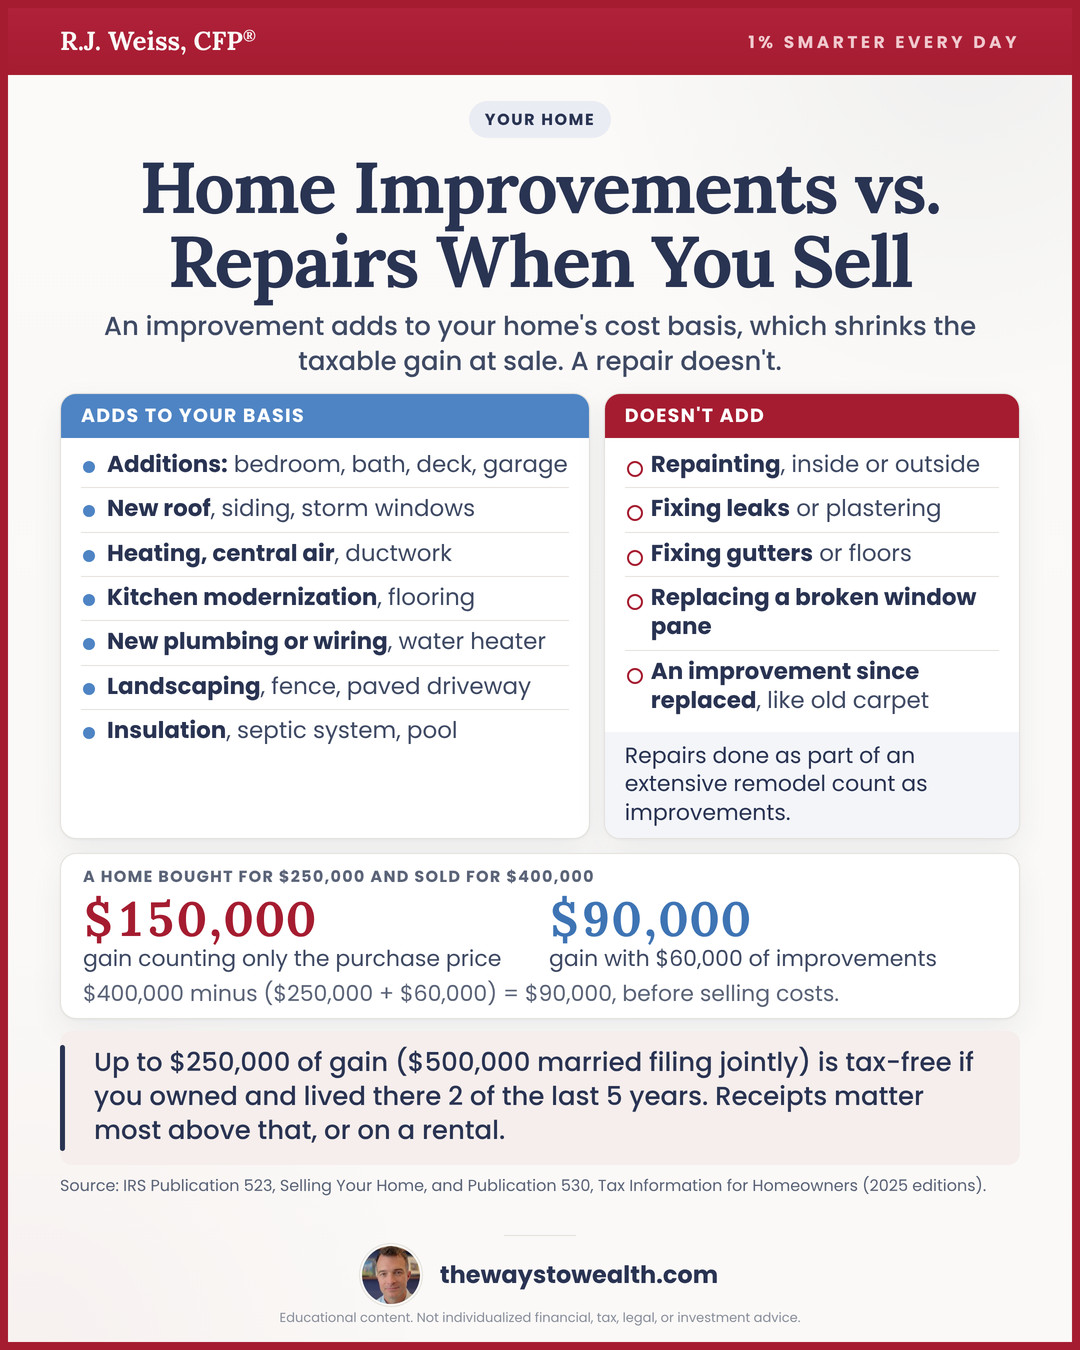 R.J. Weiss, CFP®
1% SMARTER EVERY DAY
YOUR HOME
Home Improvements vs.
Repairs When You Sell
An improvement adds to your home's cost basis, which shrinks the
taxable gain at sale. A repair doesn't.
ADDS TO YOUR BASIS
Additions: bedroom, bath, deck, garage
New roof, siding, storm windows
Heating, central air, ductwork
Kitchen modernization, flooring
New plumbing or wiring, water heater
Landscaping, fence, paved driveway
Insulation, septic system, pool
DOESN'T ADD
Repainting, inside or outside
Fixing leaks or plastering
Fixing gutters or floors
Replacing a broken window
pane
An improvement since
replaced, like old carpet
Repairs done as part of an
extensive remodel count as
improvements.
A HOME BOUGHT FOR $250,000 AND SOLD FOR $400,000
$150,000
gain counting only the purchase price
$90,000
gain with $60,000 of improvements
$400,000 minus ($250,000 + $60,000) = $90,000, before selling costs.
Up to $250,000 of gain ($500,000 married filing jointly) is tax-free if
you owned and lived there 2 of the last 5 years. Receipts matter
most above that, or on a rental.
Source: IRS Publication 523, Selling Your Home, and Publication 530, Tax Information for Homeowners (2025 editions).
thewaystowealth.com
Educational content. Not individualized financial, tax, legal, or investment advice.